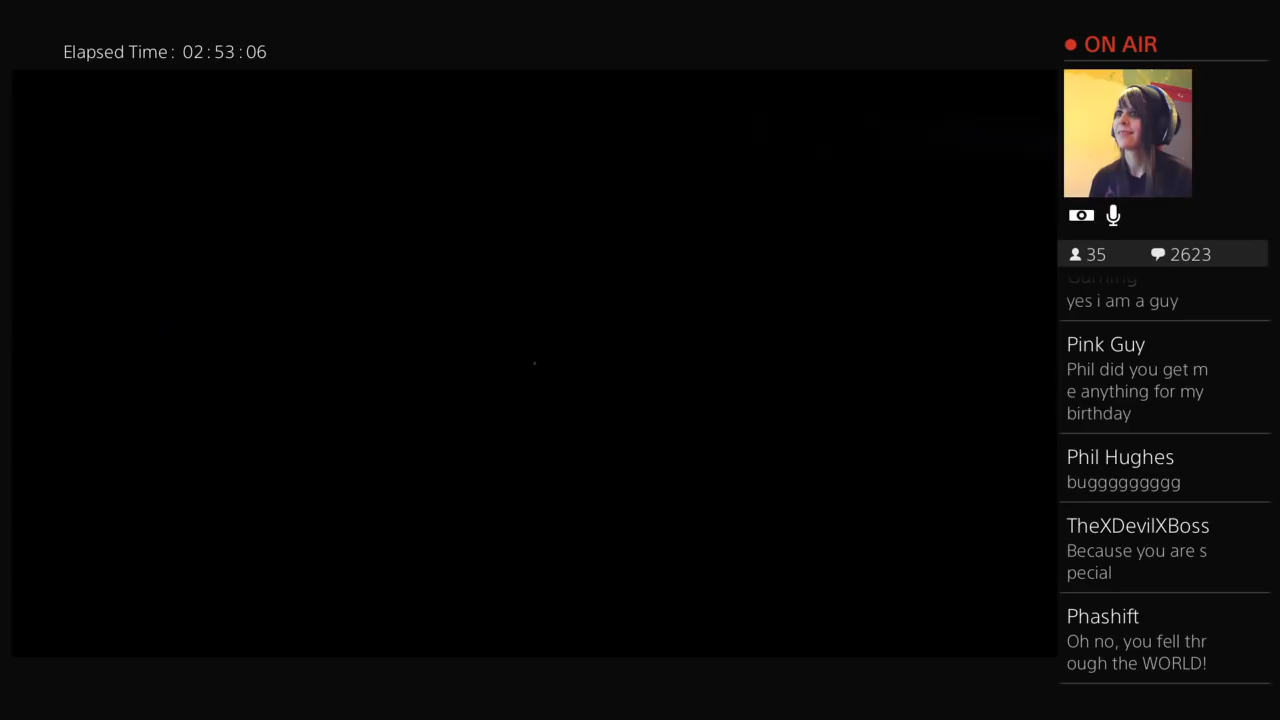 Elapsed Time: 02:53:06
ON AIR
35 2623
Gaming
yes i am a guy
Pink Guy
Phil did you get m
e anything for my
birthday
Phil Hughes
buggggggggg
TheXDevilXBoss
Because you are s
pecial
Phashift
Oh no, you fell thr
ough the WORLD!